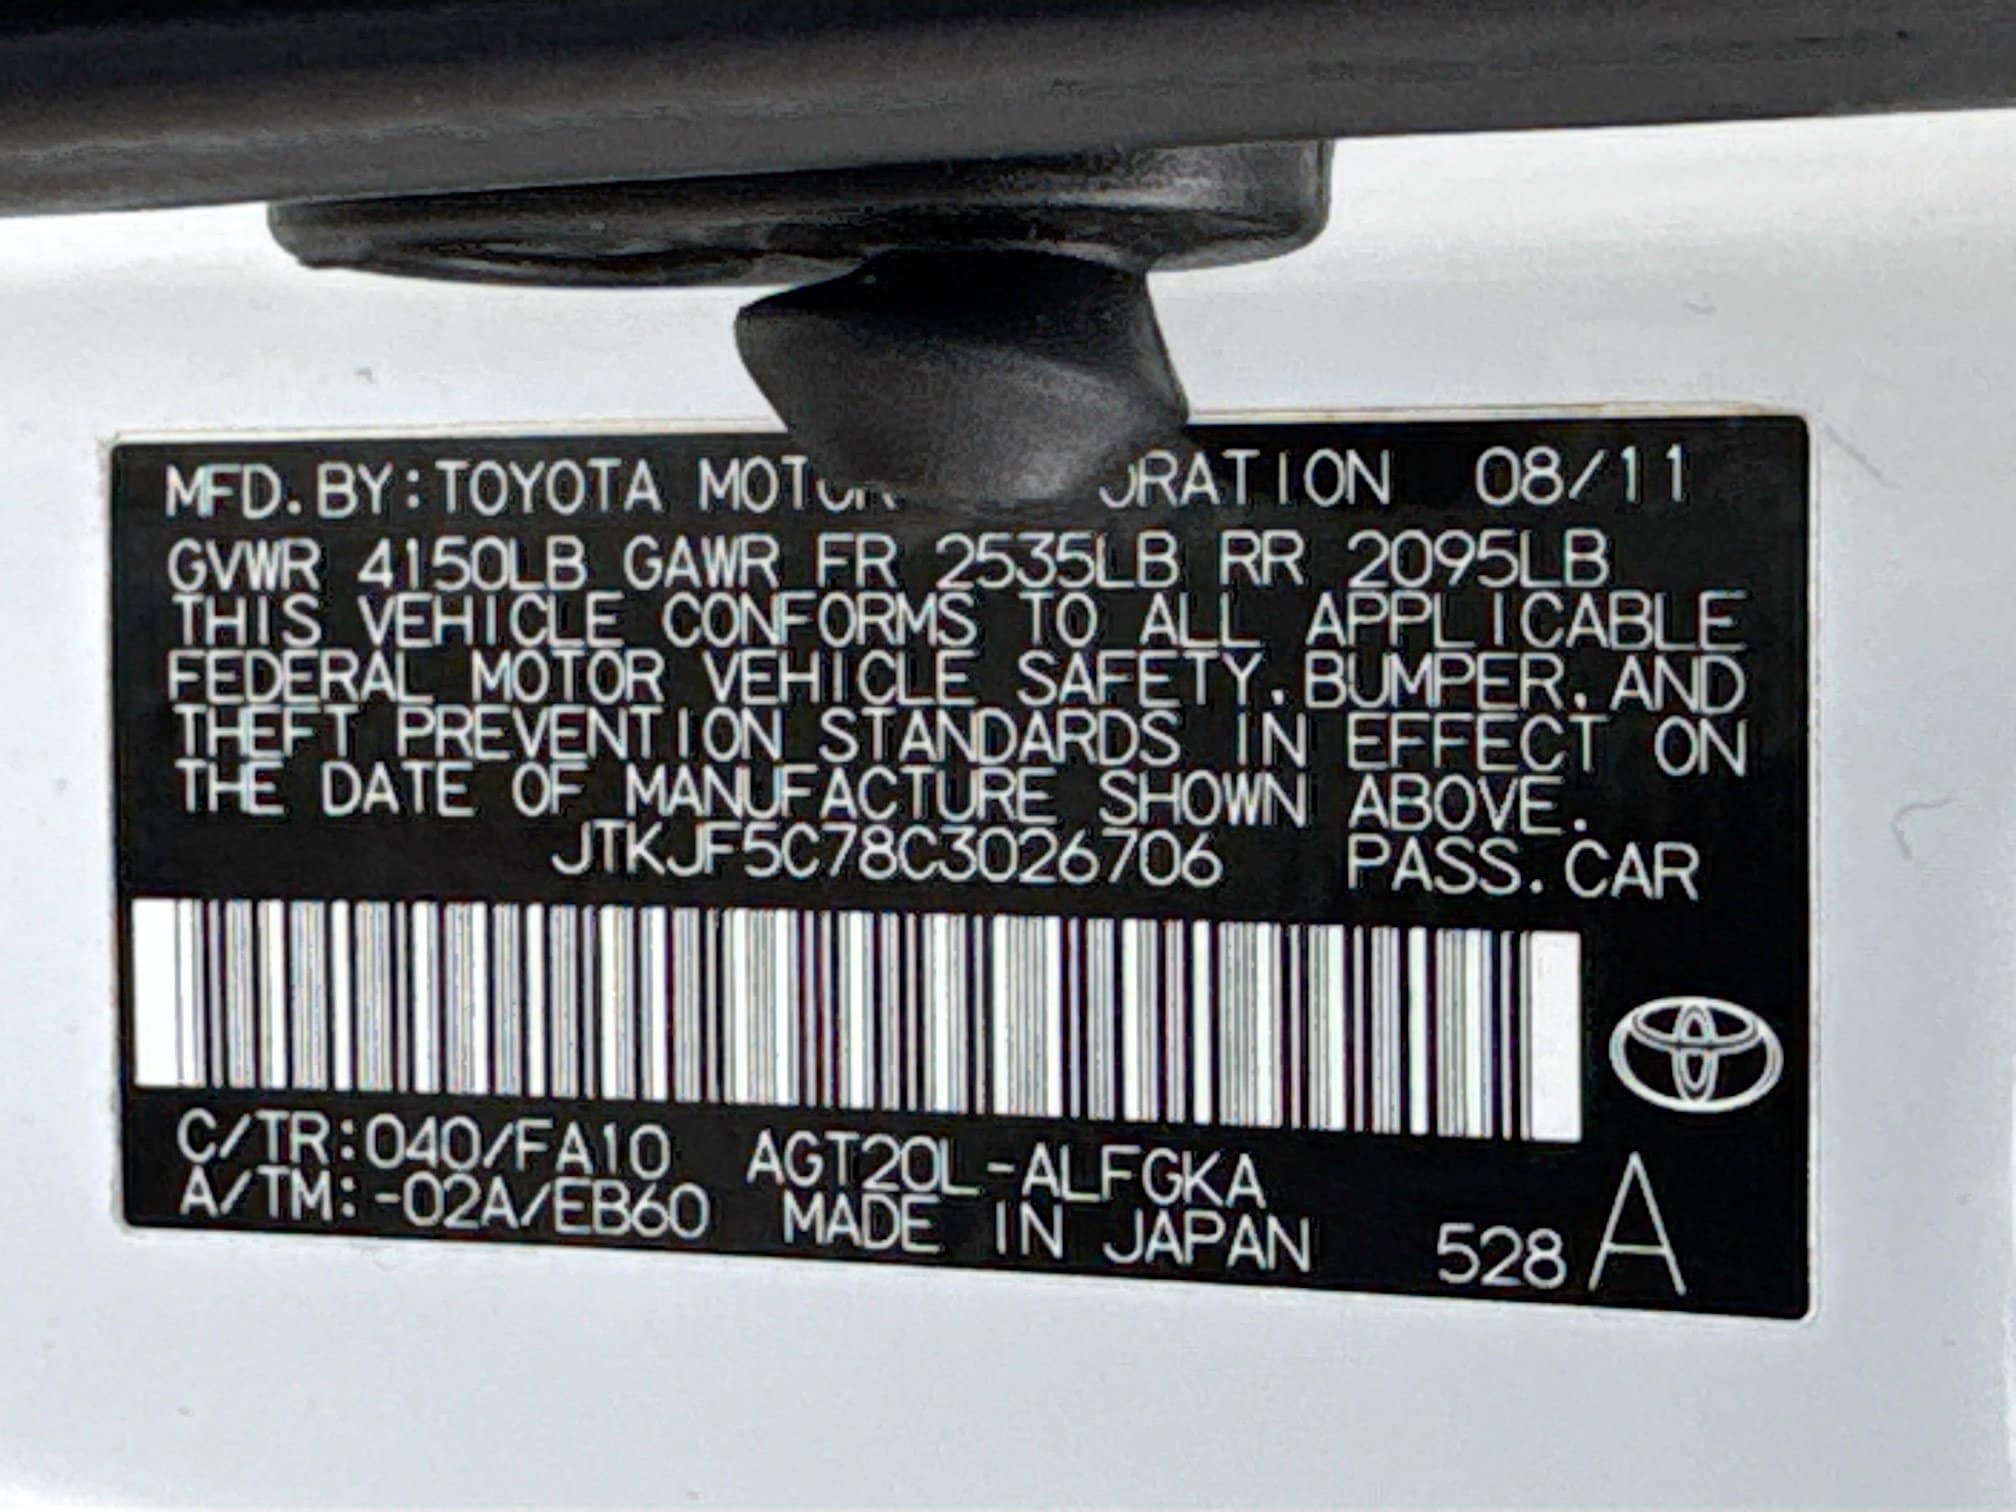 MFD.BY:TOYOTA 08/11
GVWR 4150LB GAWR FR 2535LB RR 2095LB
THIS VEHICLE CONFORMS TO ALL APPLICABLE
FEDERAL MOTOR VEHICLE SAFETY,BUMPER,AND
THEFT PREVENTION STANDARDS IN EFFECT ON
THE DATE OF MANUFACTURE SHOWN ABOVE.
JTKJF5C78C3026706 PASS.CAR
C/TR:040/FA10 AGT20L-ALFGKA
A/TM:-02A/EB60 MADE IN JAPAN 528 A